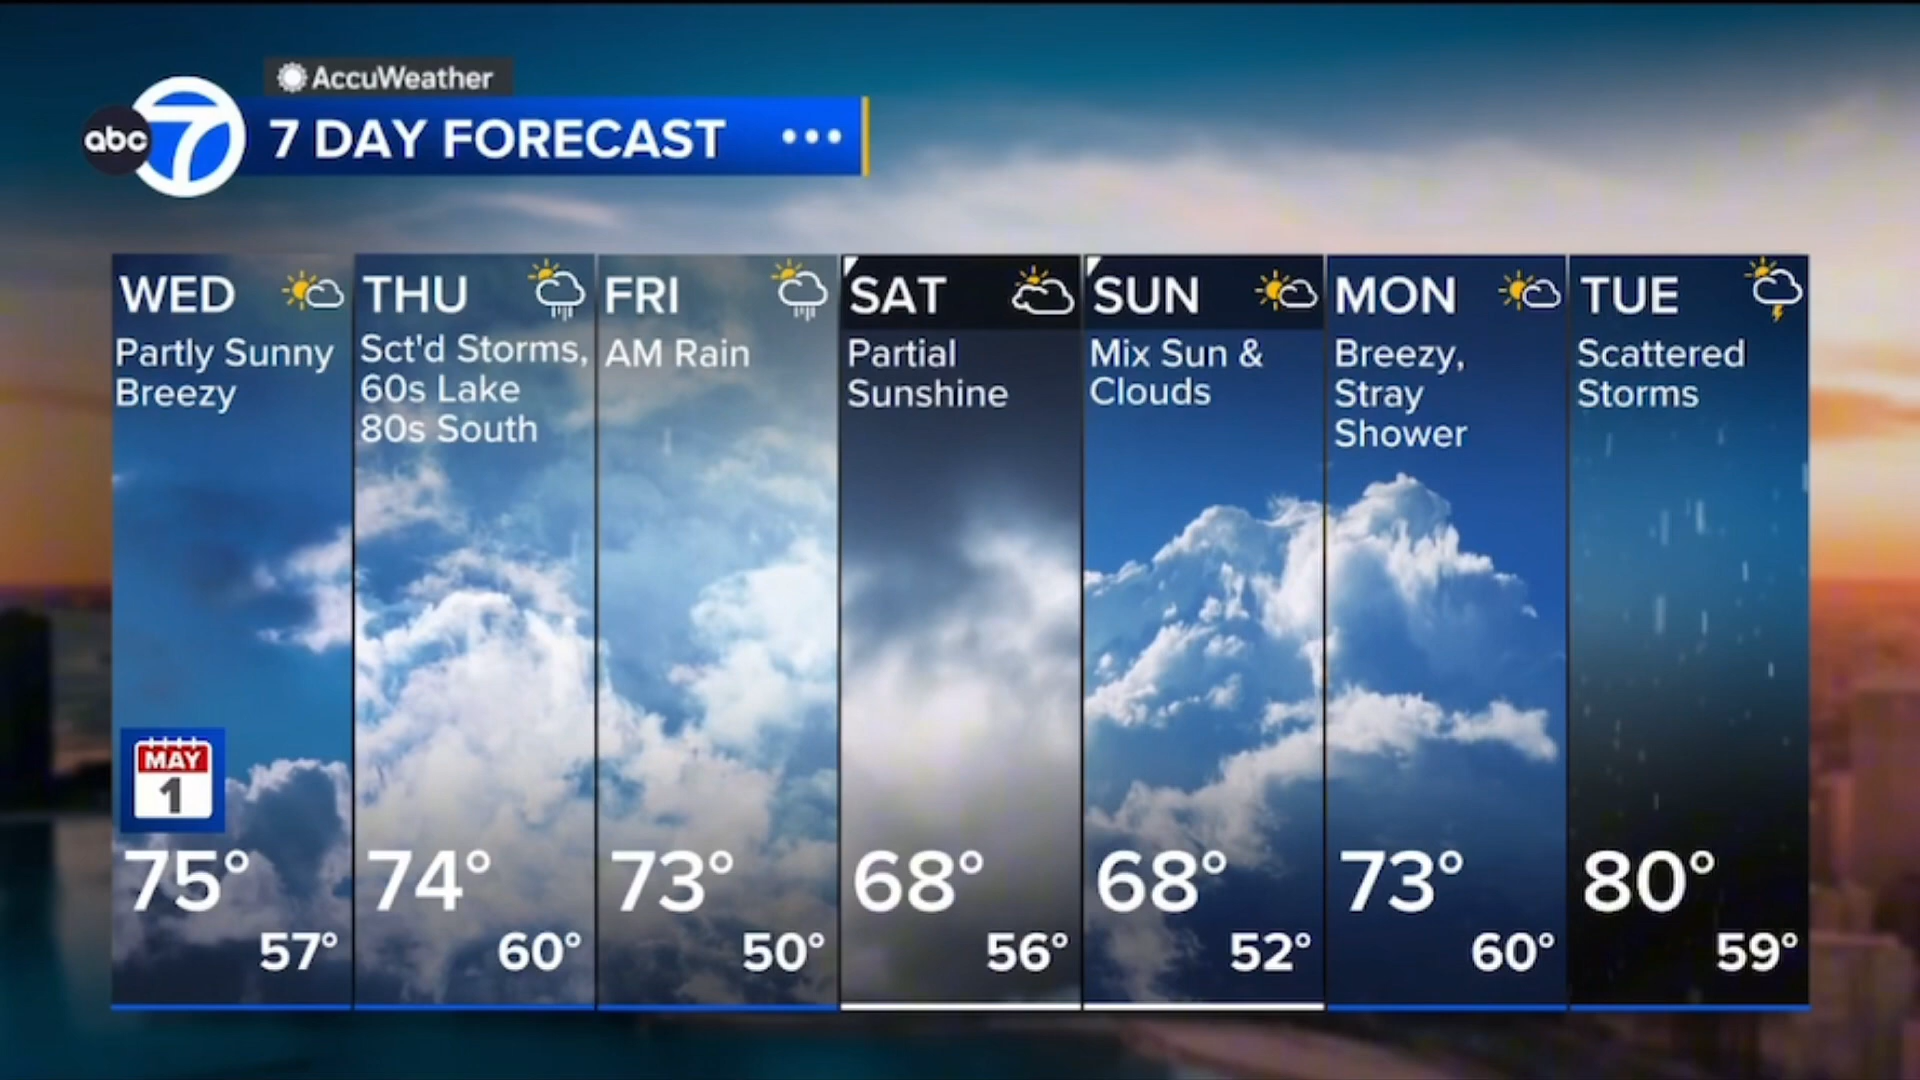 AccuWeather
abc 7
7 DAY FORECAST
WED
Partly Sunny
Breezy
MAY
1
75°
57°
THU
Sct'd Storms,
60s Lake
80s South
74°
60°
FRI
AM Rain
73°
50°
SAT
Partial
Sunshine
68°
56°
SUN
Mix Sun &
Clouds
68°
52°
MON
Breezy,
Stray
Shower
73°
60°
TUE
Scattered
Storms
80°
59°